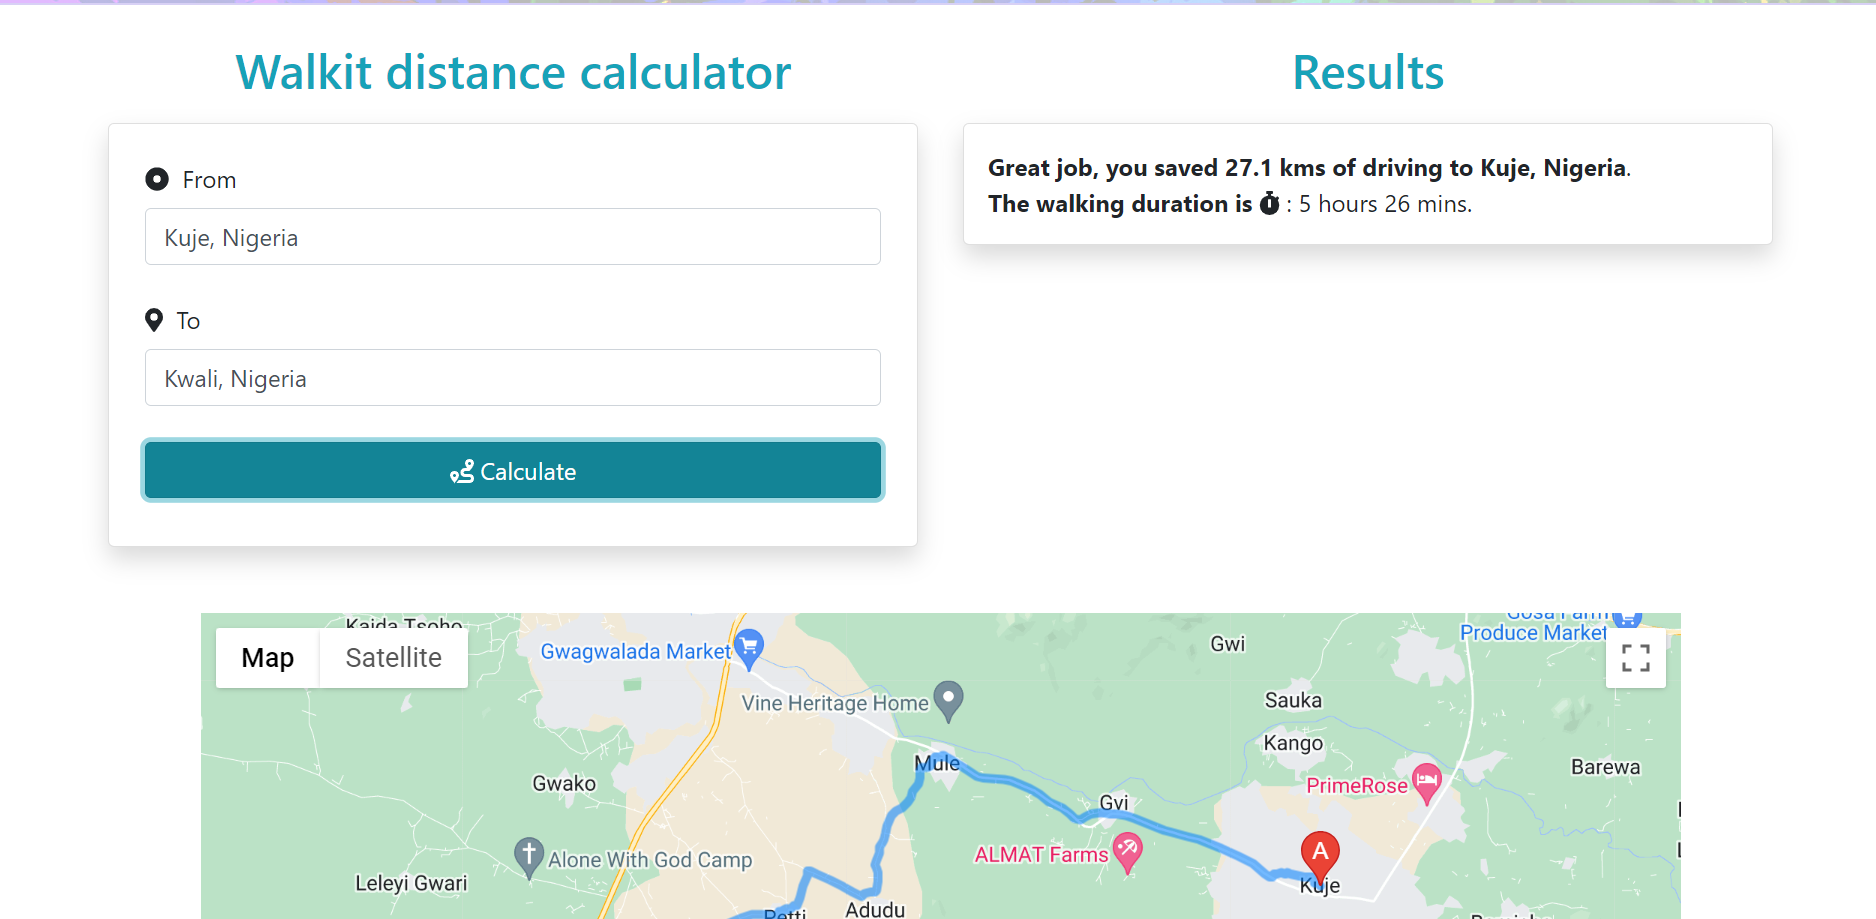 Walkit distance calculator
From
Kuje, Nigeria
To
Kwali, Nigeria
Calculate
Results
Great job, you saved 27.1 kms of driving to Kuje, Nigeria.
The walking duration is : 5 hours 26 mins.
Map
Satellite
Kaida Tsoho
Gwagwalada Market
Gwi
Gosa Farm
Produce Market
Vine Heritage Home
Sauka
Kango
Mule
Barewa
Gwako
PrimeRose
Gvi
ALMAT Farms
A
Alone With God Camp
Leleyi Gwari
Kuje
Adudu
Petti